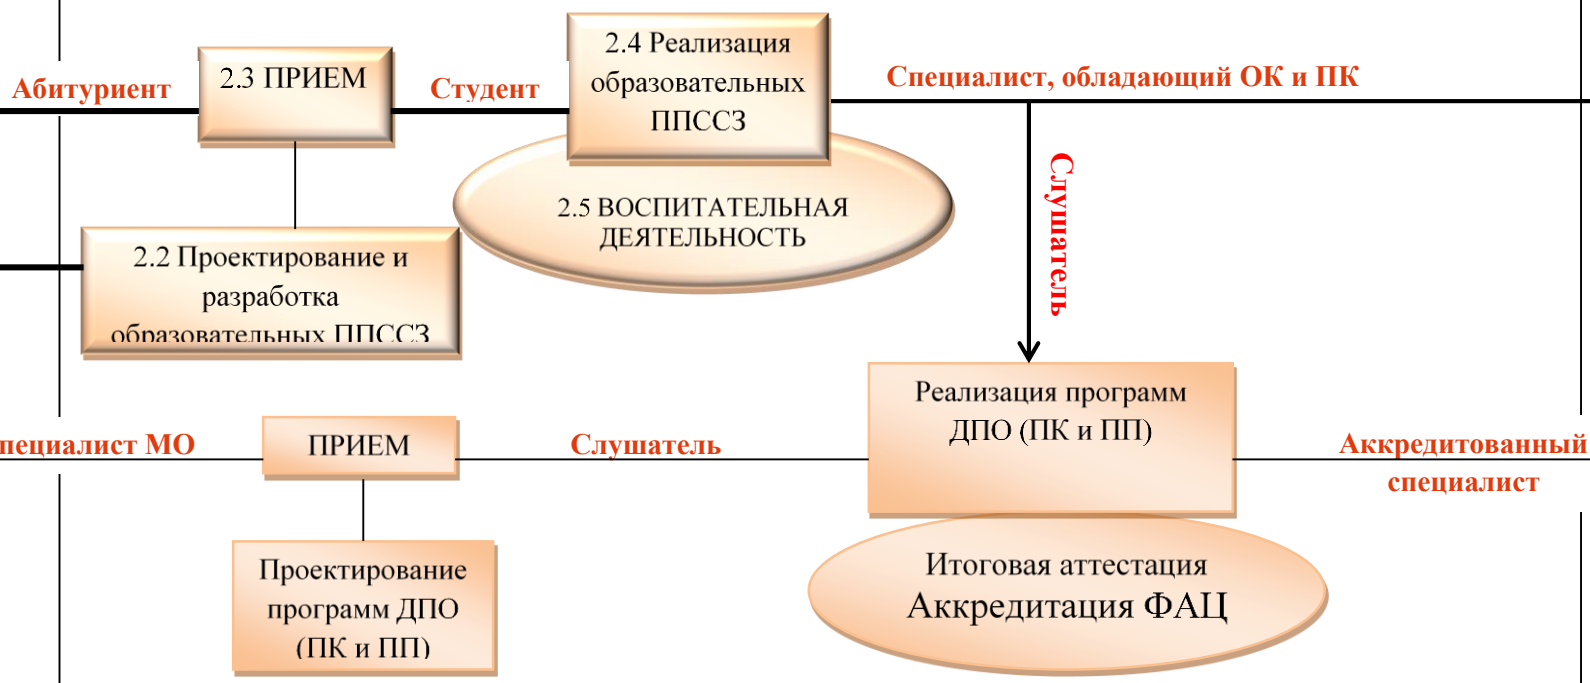 Абитуриент
2.3 ПРИЕМ
Студент
2.4 Реализация
образовательных
ППССЗ
Специалист, обладающий ОК и ПК
2.5 ВОСПИТАТЕЛЬНАЯ
ДЕЯТЕЛЬНОСТЬ
Слушатель
2.2 Проектирование и
разработка
образовательных ППССЗ
пециалист МО
ПРИЕМ
Слушатель
Реализация программ
ДПО (ПК и ПП)
Аккредитованный
специалист
Проектирование
программ ДПО
(ПК и ПП)
Итоговая аттестация
Аккредитация ФАЦ